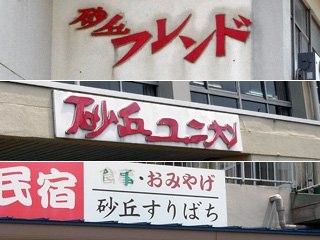 砂丘フレンド
砂丘ユニオン
民宿
食事・おみやげ
砂丘すりばち